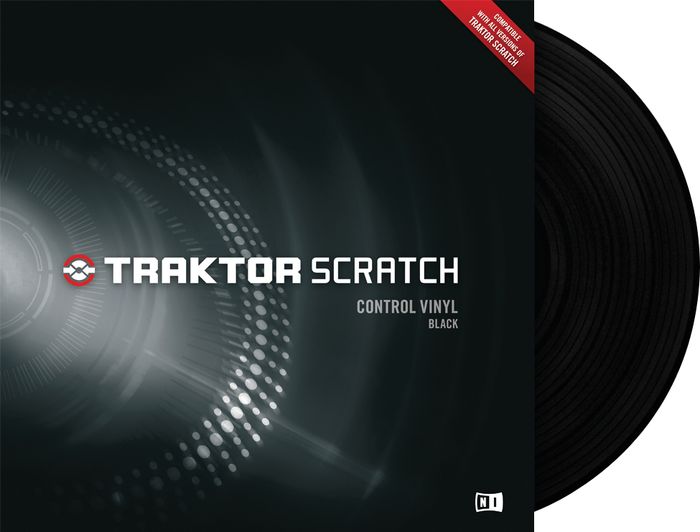 COMPATIBLE
WITH ALL VERSIONS OF
TRAKTOR SCRATCH
TRAKTOR SCRATCH
CONTROL VINYL
BLACK
NI